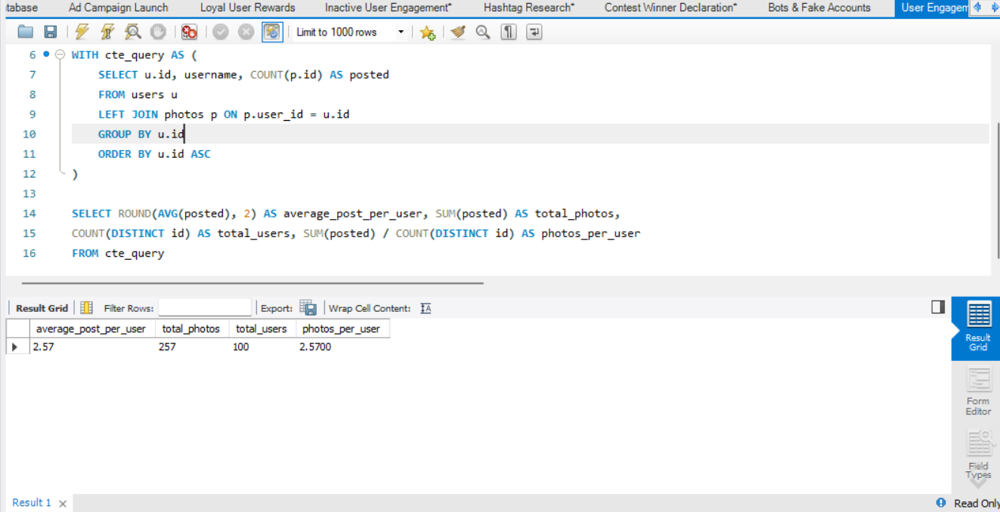 tabase Ad Campaign Launch Loyal User Rewards Inactive User Engagement* Hashtag Research* Contest Winner Declaration* Bots & Fake Accounts User Engagem
Limit to 1000 rows
6 WITH cte_query AS (
7 SELECT u.id, username, COUNT(p.id) AS posted
8 FROM users u
9 LEFT JOIN photos p ON p.user_id = u.id
10 GROUP BY u.id
11 ORDER BY u.id ASC
12 )
13
14 SELECT ROUND(AVG(posted), 2) AS average_post_per_user, SUM(posted) AS total_photos,
15 COUNT(DISTINCT id) AS total_users, SUM(posted) / COUNT(DISTINCT id) AS photos_per_user
16 FROM cte_query
Result Grid Filter Rows: Export: Wrap Cell Content: IA
average_post_per_user total_photos total_users photos_per_user
2.57 257 100 2.5700
Result
Grid
Form
Editor
Field
Types
Result 1
Read Only